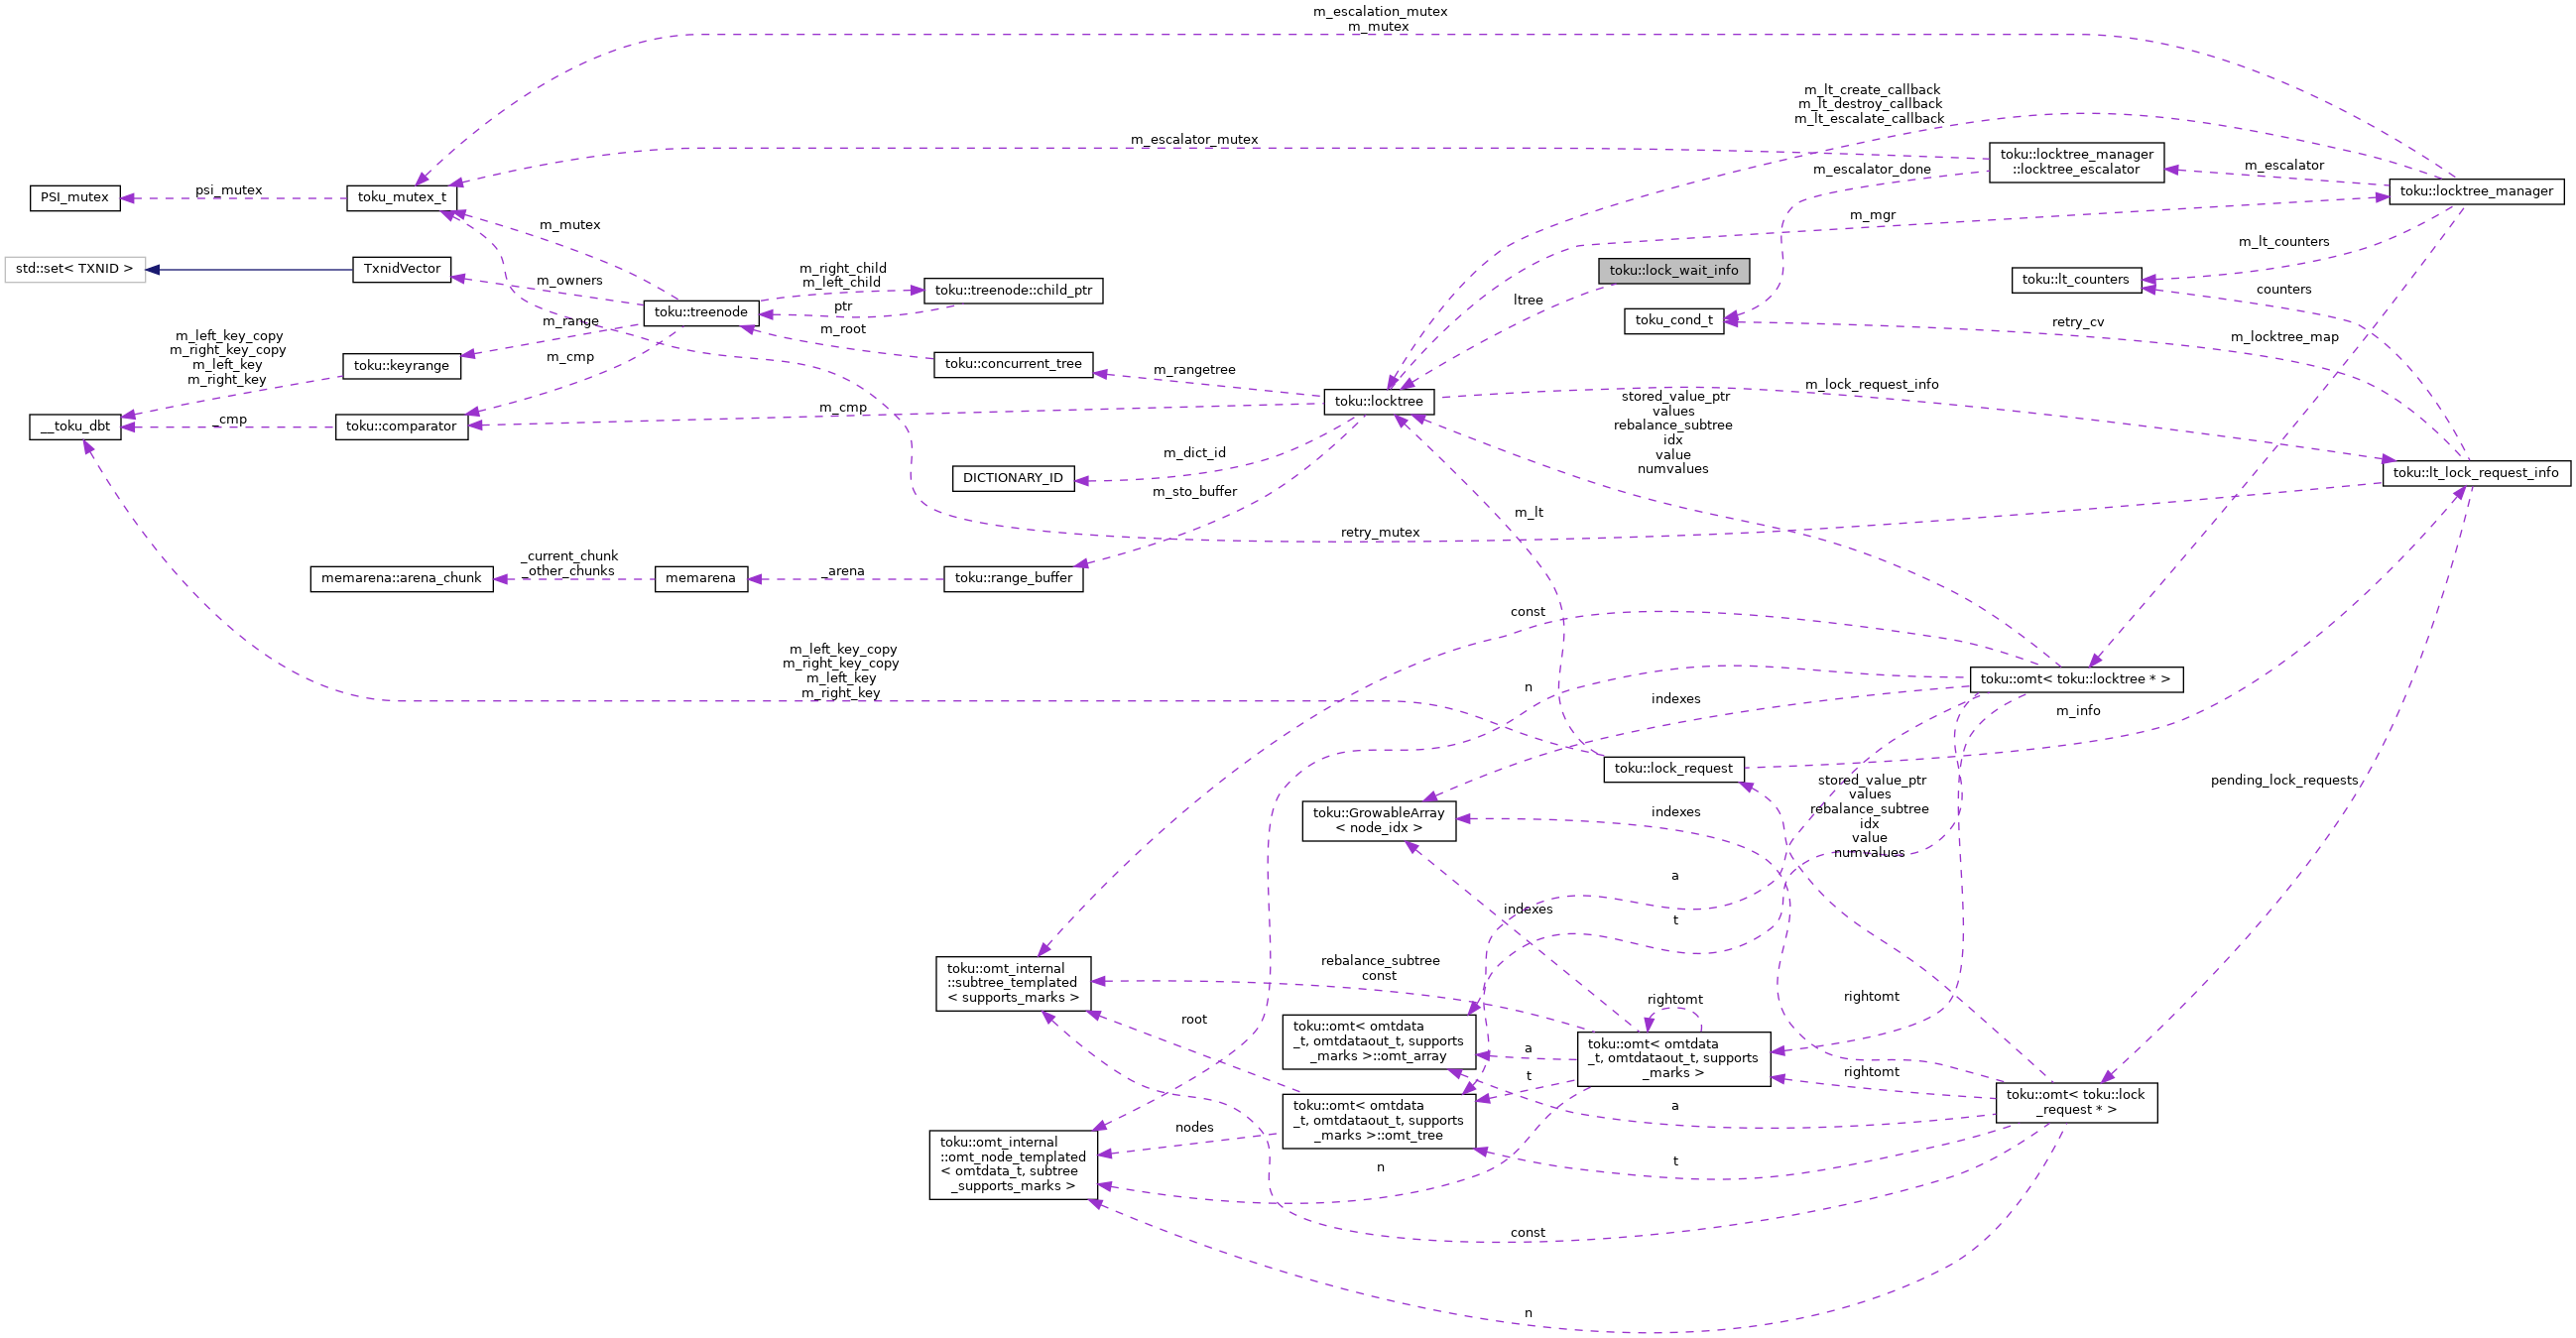 m_escalation_mutex
m_mutex
m_lt_create_callback
m_lt_destroy_callback
m_lt_escalate_callback
m_escalator_mutex
toku::locktree_manager
::locktree_escalator
m_escalator
m_escalator_done
toku::locktree_manager
PSI_mutex
psi_mutex
toku_mutex_t
m_mgr
m_mutex
m_lt_counters
std::set< TXNID >
TxnidVector
m_owners
m_right_child
m_left_child
toku::treenode::child_ptr
ptr
toku::lock_wait_info
toku::lt_counters
counters
ltree
toku::treenode
m_range
m_root
toku_cond_t
retry_cv
m_locktree_map
m_left_key_copy
m_right_key_copy
m_left_key
m_right_key
toku::keyrange
m_cmp
toku::concurrent_tree
m_rangetree
m_lock_request_info
toku::locktree
m_cmp
stored_value_ptr
values
rebalance_subtree
idx
value
numvalues
__toku_dbt
_cmp
toku::comparator
m_dict_id
DICTIONARY_ID
toku::lt_lock_request_info
m_sto_buffer
m_lt
retry_mutex
_current_chunk
_other_chunks
memarena::arena_chunk
memarena
_arena
toku::range_buffer
const
m_left_key_copy
m_right_key_copy
m_left_key
m_right_key
n
indexes
toku::omt< toku::locktree * >
m_info
toku::lock_request
stored_value_ptr
values
rebalance_subtree
idx
value
numvalues
pending_lock_requests
toku::GrowableArray
< node_idx >
indexes
a
indexes
t
toku::omt_internal
::subtree_templated
< supports_marks >
rebalance_subtree
const
rightomt
rightomt
root
toku::omt< omtdata
_t, omtdataout_t, supports
_marks >::omt_array
a
toku::omt< omtdata
_t, omtdataout_t, supports
_marks >
rightomt
t
a
toku::omt< toku::lock
_request * >
toku::omt< omtdata
_t, omtdataout_t, supports
_marks >::omt_tree
nodes
toku::omt_internal
::omt_node_templated
< omtdata_t, subtree
_supports_marks >
n
t
const
n